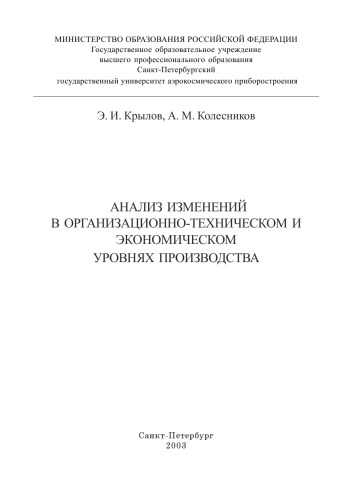 МИНИСТЕРСТВО ОБРАЗОВАНИЯ РОССИЙСКОЙ ФЕДЕРАЦИИ
Государственное образовательное учреждение
высшего профессионального образования
Санкт-Петербургский
государственный университет аэрокосмического приборостроения
Э. И. Крылов, А. М. Колесников
АНАЛИЗ ИЗМЕНЕНИЙ
В ОРГАНИЗАЦИОННО-ТЕХНИЧЕСКОМ И
ЭКОНОМИЧЕСКОМ
УРОВНЯХ ПРОИЗВОДСТВА
Санкт-Петербург
2003